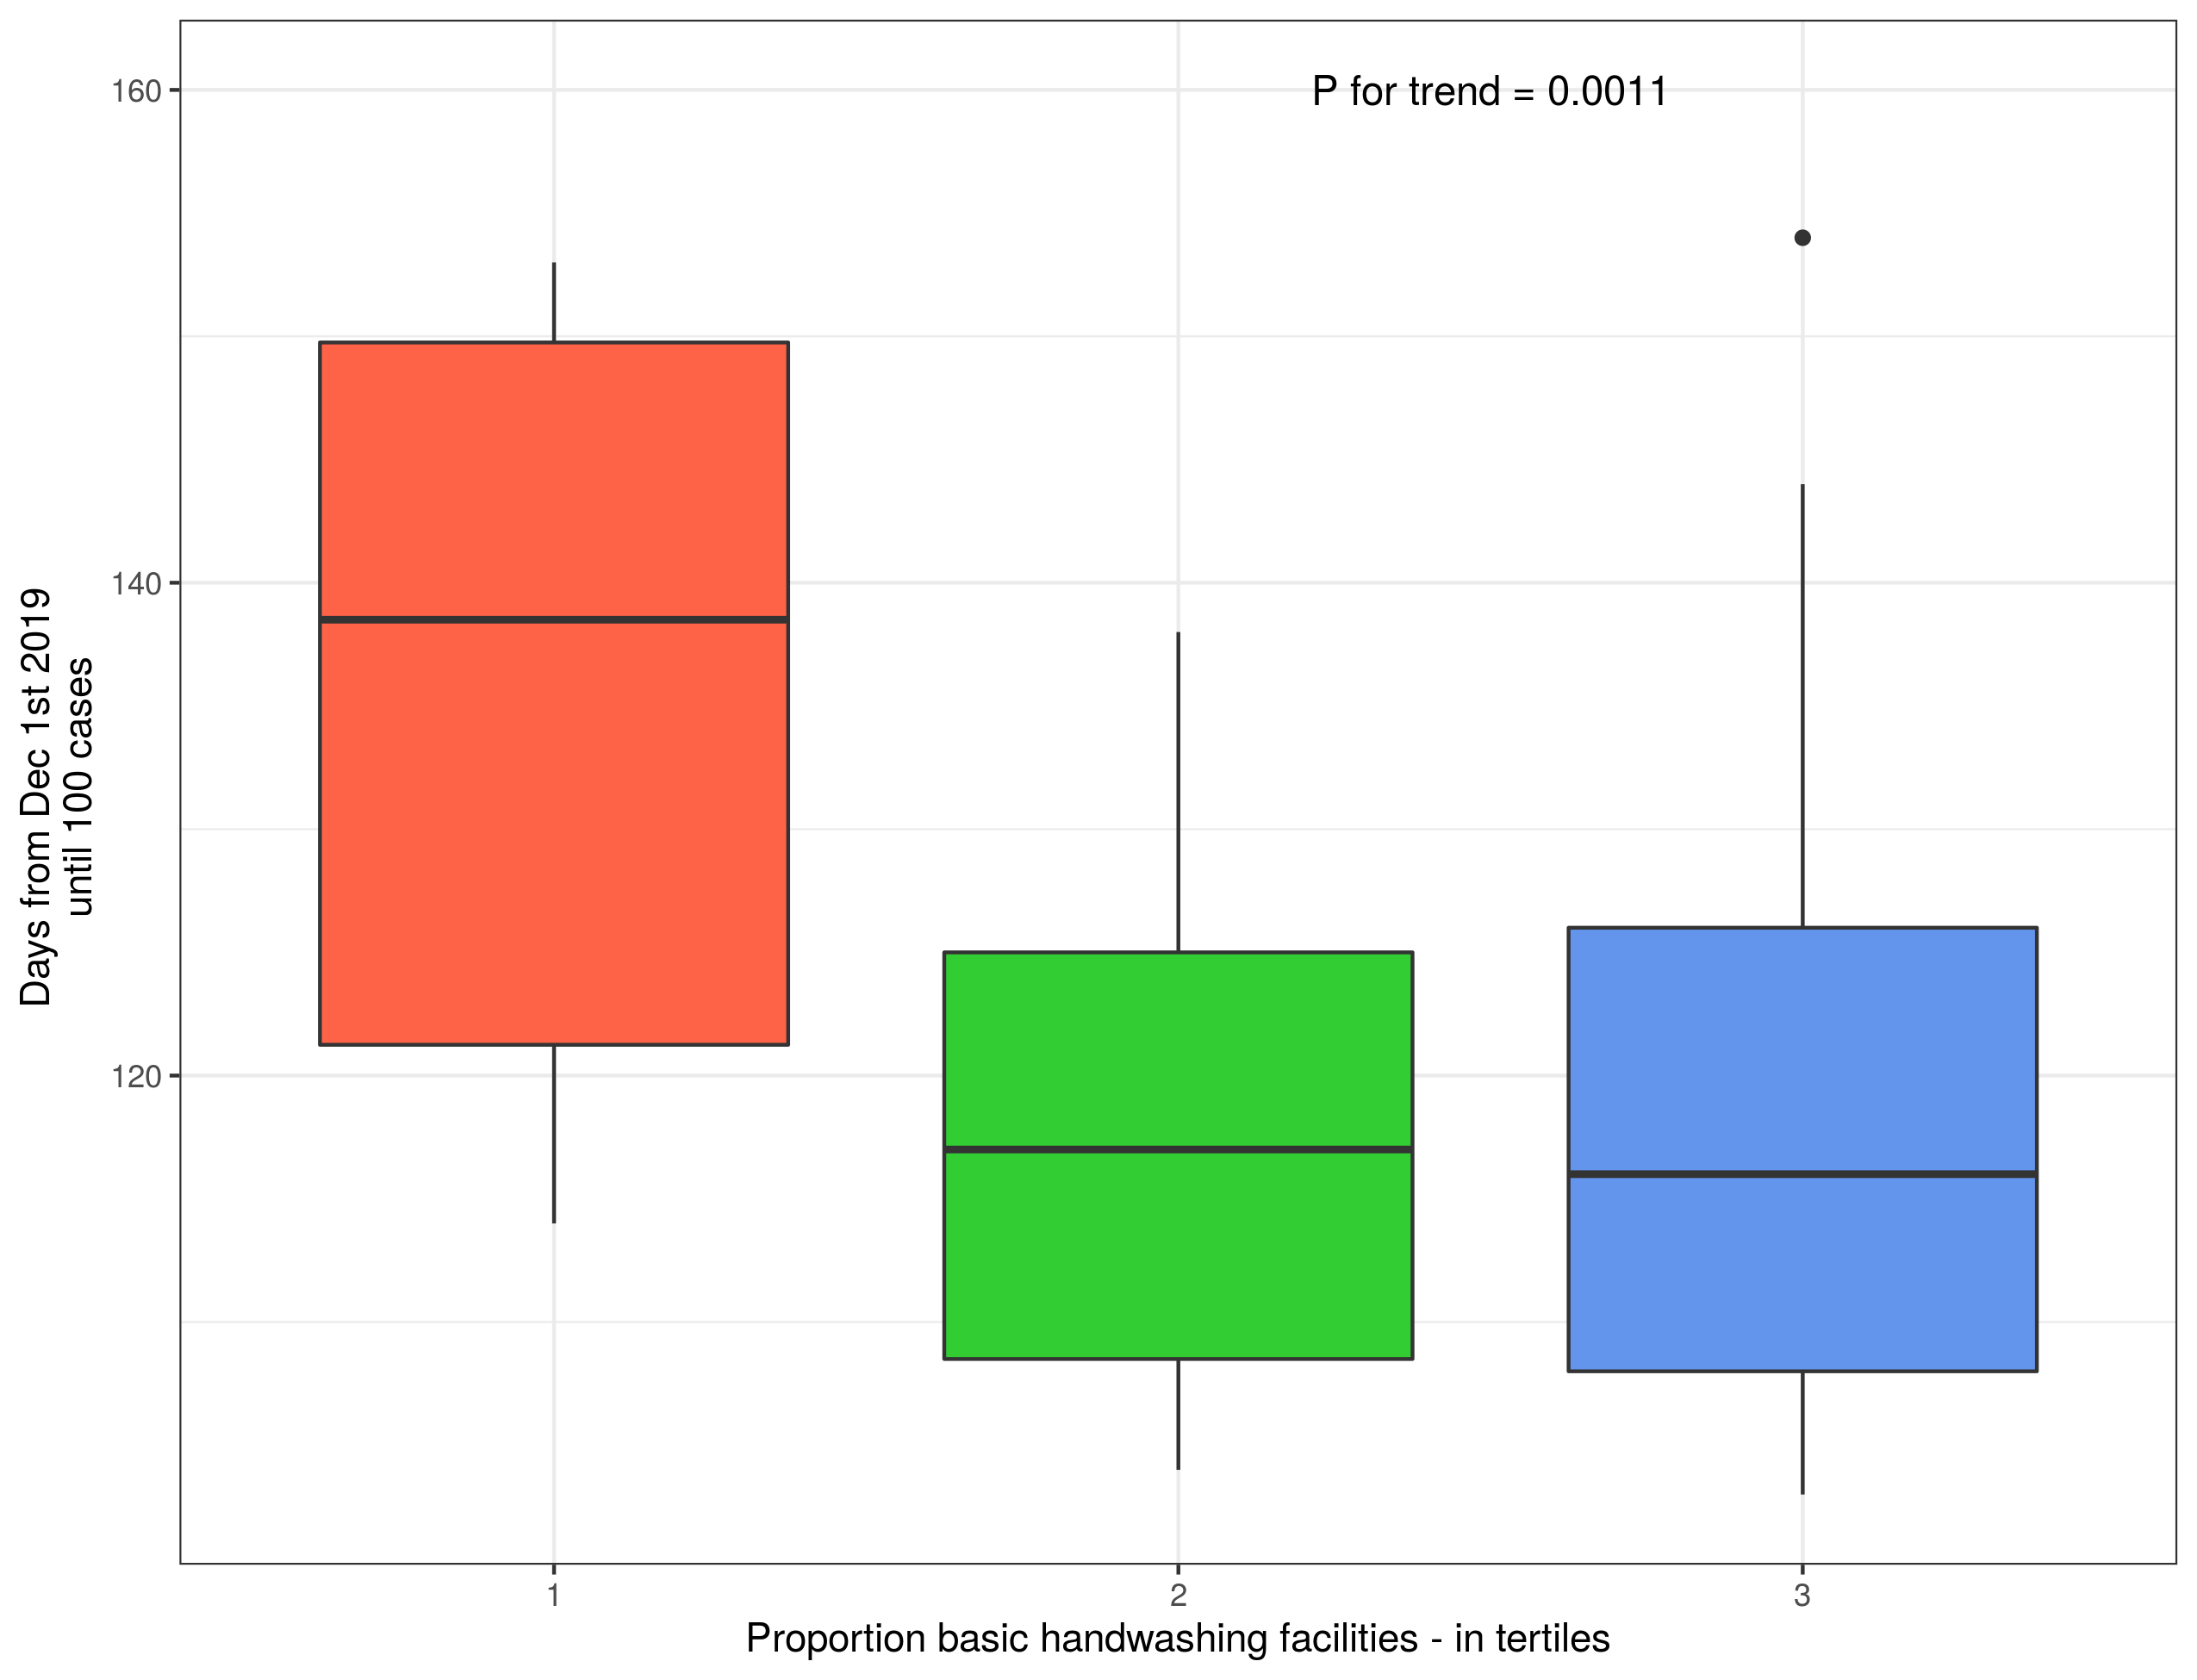 P for trend = 0.0011
160
140
120
Days from Dec 1st 2019
until 100 cases
1
2
3
Proportion basic handwashing facilities - in tertiles